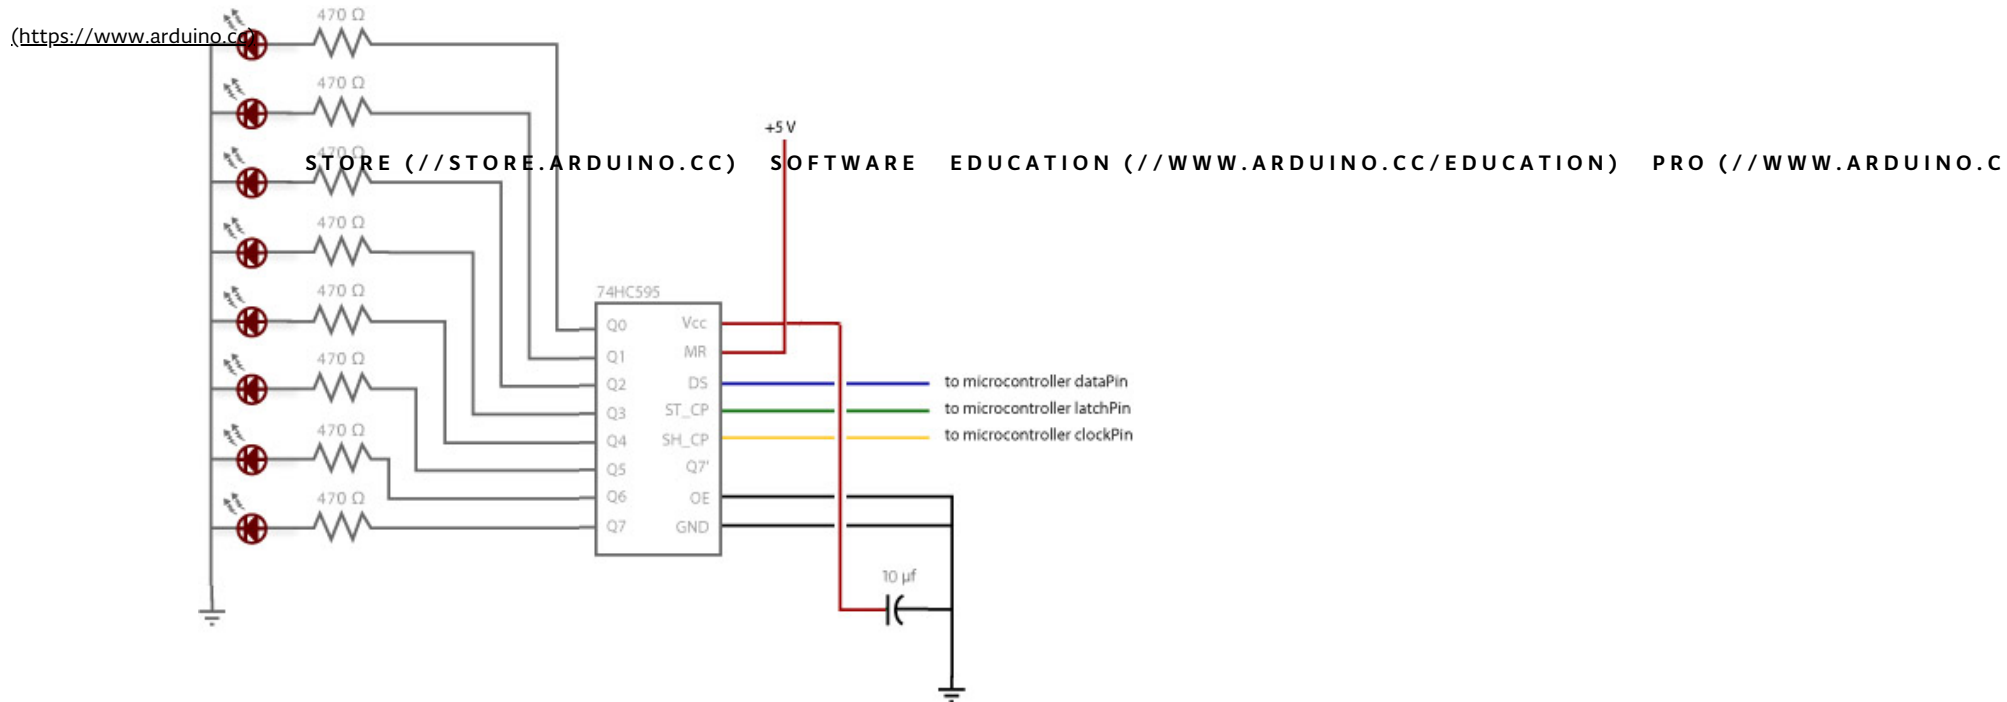 470 Ω
(https://www.arduino.cc)
470 Ω
+5 V
470 Ω
STORE (//STORE.ARDUINO.CC) SOFTWARE EDUCATION (//WWW.ARDUINO.CC/EDUCATION) PRO (//WWW.ARDUINO.C
470 Ω
470 Ω
74HC595
Q0 Vcc
Q1 MR
470 Ω
Q2 DS to microcontroller dataPin
Q3 ST_CP to microcontroller latchPin
470 Ω
Q4 SH_CP to microcontroller clockPin
Q5 Q7'
470 Ω
Q6 OE
Q7 GND
10 µf